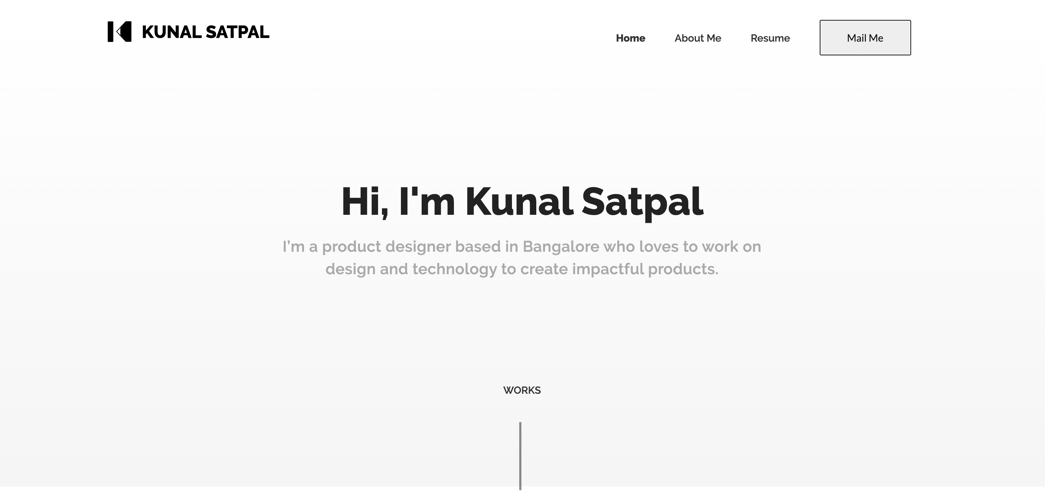 KUNAL SATPAL
Home About Me Resume Mail Me
Hi, I'm Kunal Satpal
I'm a product designer based in Bangalore who loves to work on
design and technology to create impactful products.
WORKS